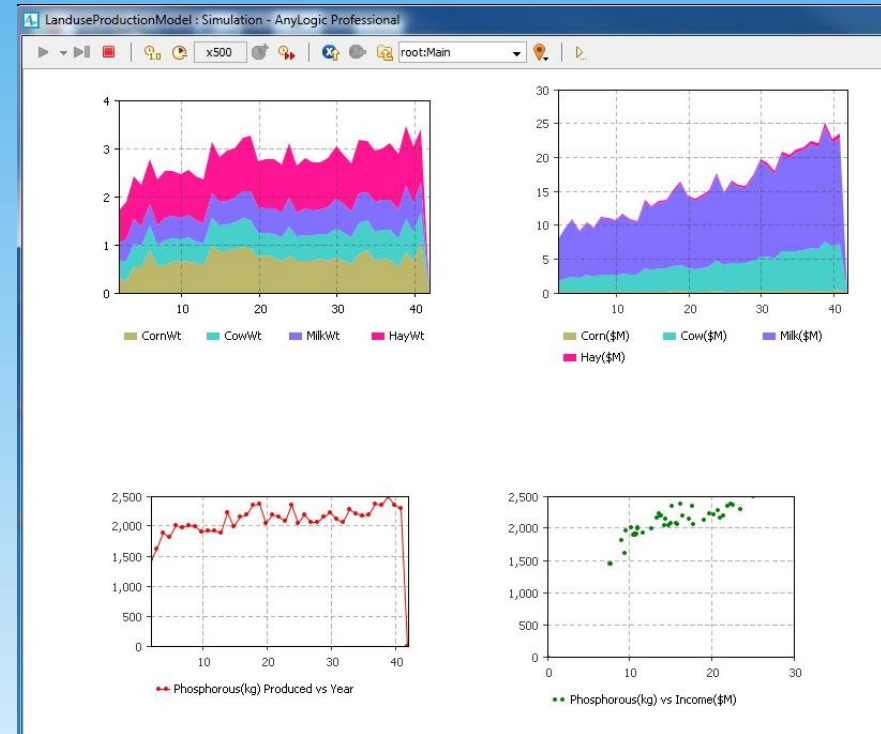 LanduseProductionModel : Simulation - AnyLogic Professional
x500 root:Main
4
3
2
1
0
10 20 30 40
CornWt CowWt MilkWt HayWt
30
25
20
15
10
5
0
10 20 30 40
Corn($M) Cow($M) Milk($M)
Hay($M)
2,500
2,000
1,500
1,000
500
0
10 20 30 40
Phosphorous(kg) Produced vs Year
2,500
2,000
1,500
1,000
500
0
0 10 20 30
Phosphorous(kg) vs Income($M)